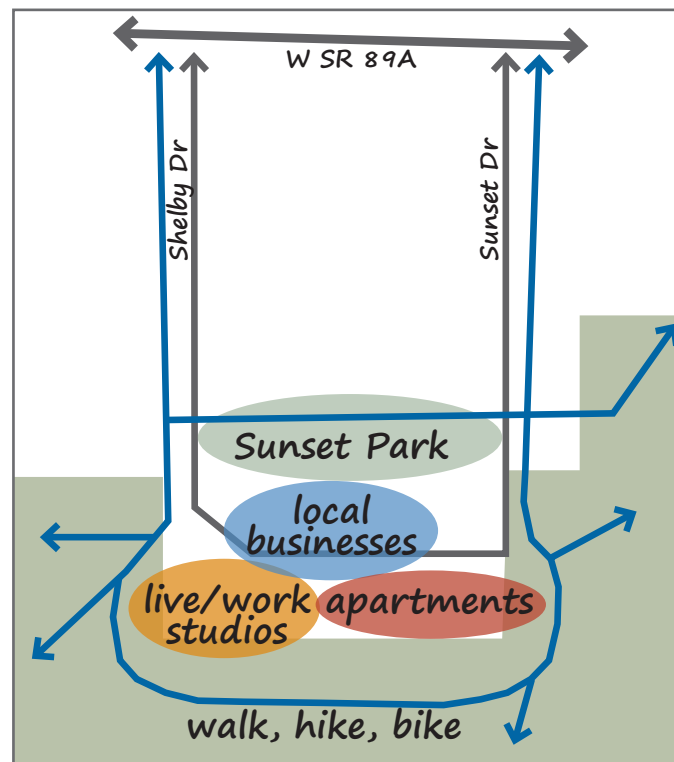 W SR 89A
Shelby Dr
Sunset Dr
Sunset Park
local
businesses
live/work
studios
apartments
walk, hike, bike